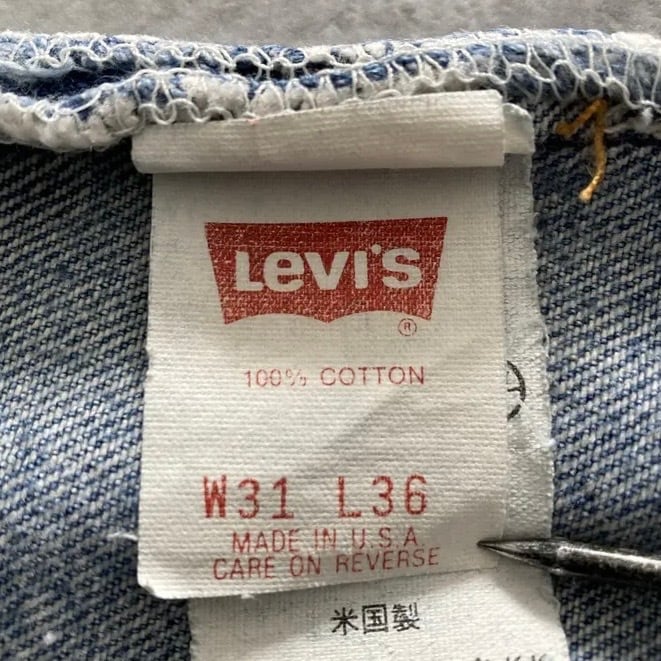 Levi's
®
100% COTTON
W31 L36
MADE IN U.S.A.
CARE ON REVERSE
米国製